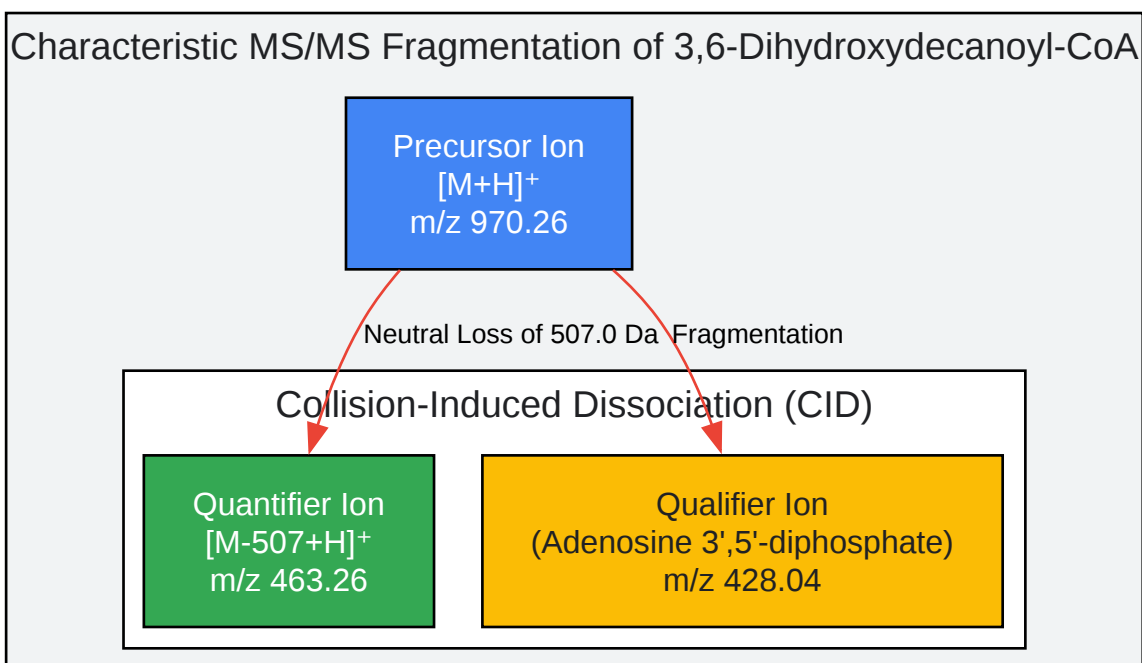 Characteristic MS/MS Fragmentation of 3,6-Dihydroxydecanoyl-CoA
Precursor Ion
[M+H]⁺
m/z 970.26
Neutral Loss of 507.0 Da
Fragmentation
Collision-Induced Dissociation (CID)
Quantifier Ion
[M-507+H]⁺
m/z 463.26
Qualifier Ion
(Adenosine 3',5'-diphosphate)
m/z 428.04